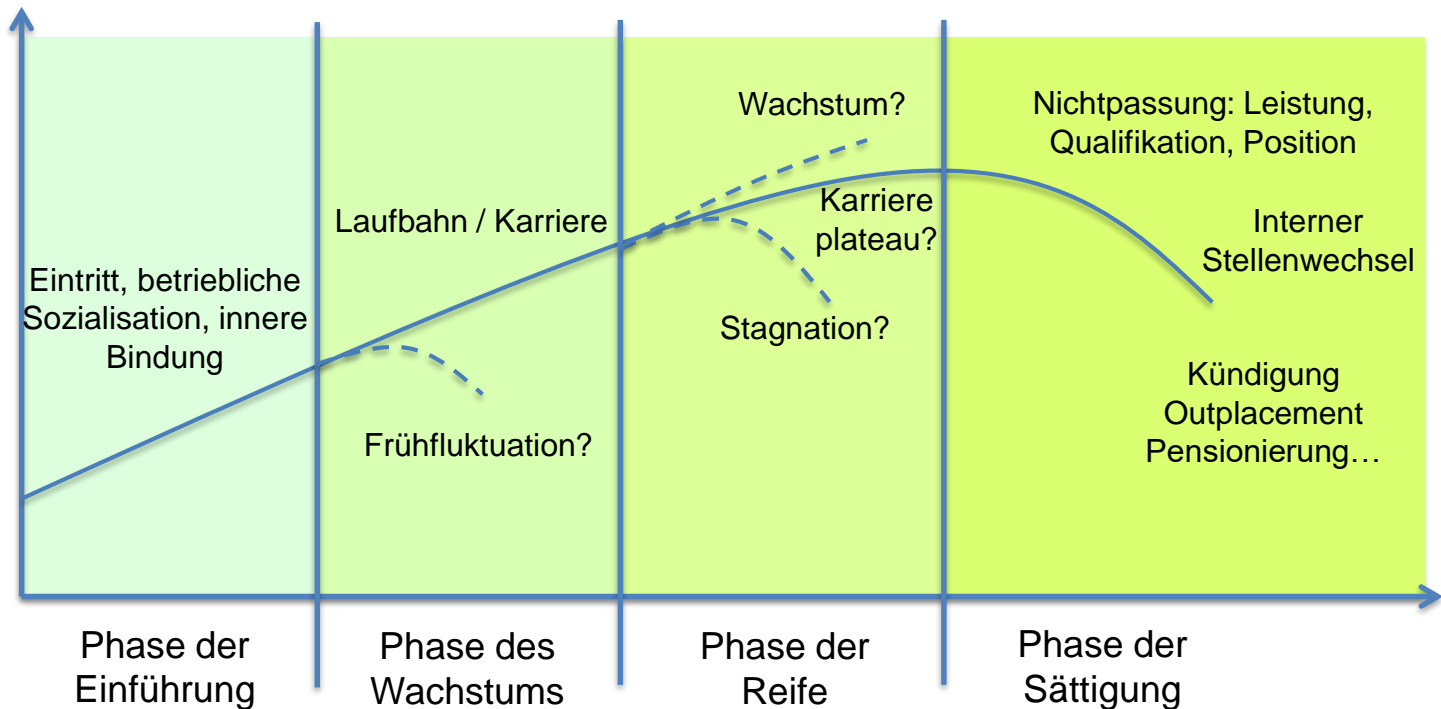 Wachstum?
Nichtpassung: Leistung,
Qualifikation, Position
Laufbahn / Karriere
Karriere
plateau?
Interner
Stellenwechsel
Eintritt, betriebliche
Sozialisation, innere
Bindung
Stagnation?
Frühfluktuation?
Kündigung
Outplacement
Pensionierung…
Phase der
Einführung
Phase des
Wachstums
Phase der
Reife
Phase der
Sättigung